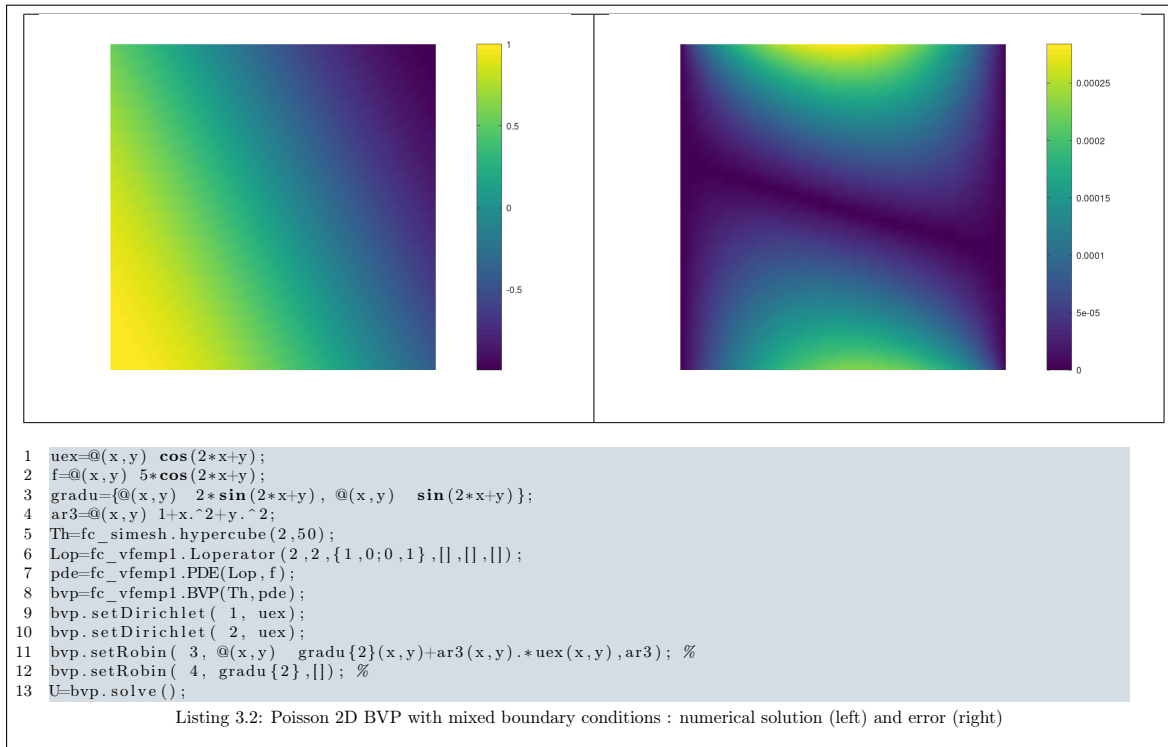 1
0.5
0
-0.5
0.00025
0.0002
0.00015
0.0001
5e-05
0
1 uex=@(x,y) cos(2*x+y);
2 f=@(x,y) 5*cos(2*x+y);
3 gradu={@(x,y) 2*sin(2*x+y), @(x,y) sin(2*x+y)};
4 ar3=@(x,y) 1+x.^2+y.^2;
5 Th=fc_simesh.hypercube(2,50);
6 Lop=fc_vfemp1.Loperator(2,2,{1,0;0,1},[],[],[]);
7 pde=fc_vfemp1.PDE(Lop,f);
8 bvp=fc_vfemp1.BVP(Th,pde);
9 bvp.setDirichlet( 1, uex);
10 bvp.setDirichlet( 2, uex);
11 bvp.setRobin( 3, @(x,y) gradu{2}(x,y)+ar3(x,y).*uex(x,y),ar3); %
12 bvp.setRobin( 4, gradu{2},[]); %
13 U=bvp.solve();
Listing 3.2: Poisson 2D BVP with mixed boundary conditions : numerical solution (left) and error (right)